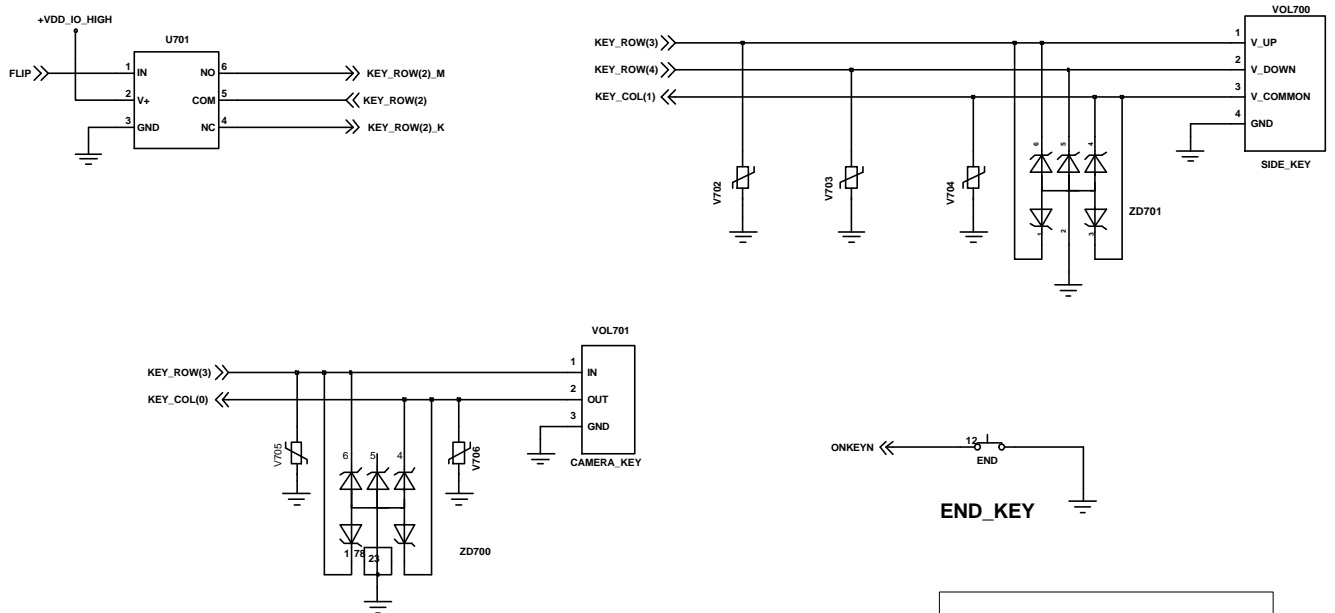 +VDD_IO_HIGH
U701
FLIP
1 IN
NO 6
KEY_ROW(2)_M
2 V+
COM 5
KEY_ROW(2)
3 GND
NC 4
KEY_ROW(2)_K
VOL700
KEY_ROW(3)
1 V_UP
KEY_ROW(4)
2 V_DOWN
KEY_COL(1)
3 V_COMMON
4 GND
SIDE_KEY
V702
V703
V704
6 5 4
ZD701
1 2 3
VOL701
KEY_ROW(3)
1 IN
KEY_COL(0)
2 OUT
3 GND
CAMERA_KEY
V705
V706
6 5 4
ZD700
1 78 23
ONKEYN
12
END
END_KEY